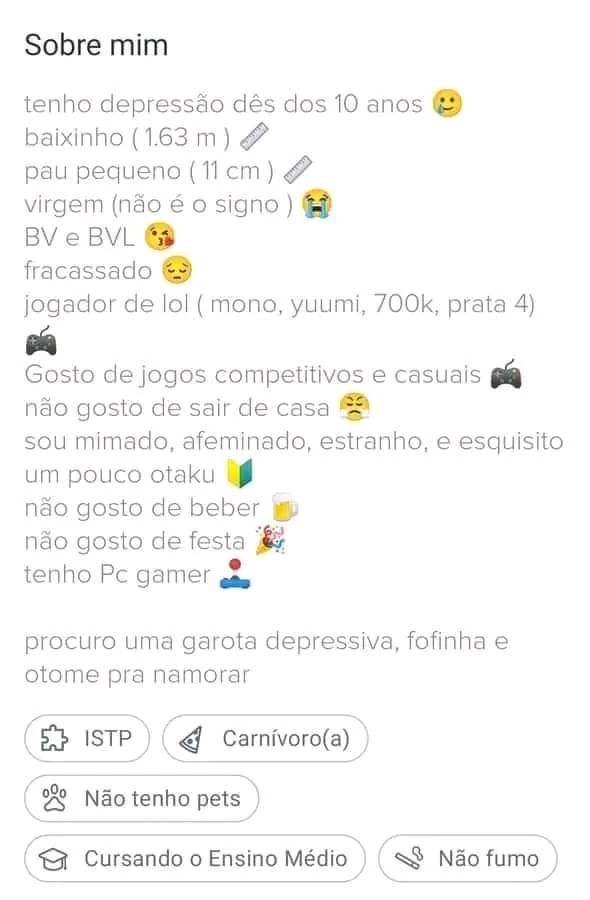 Sobre mim
tenho depressão dês dos 10 anos 🥲
baixinho ( 1.63 m ) 📏
pau pequeno ( 11 cm ) 📏
virgem (não é o signo ) 😭
BV e BVL 😘
fracassado 😔
jogador de lol ( mono, yuumi, 700k, prata 4)
🎮
Gosto de jogos competitivos e casuais 🎮
não gosto de sair de casa 😤
sou mimado, afeminado, estranho, e esquisito
um pouco otaku 🔰
não gosto de beber 🍺
não gosto de festa 🎉
tenho Pc gamer 🕹️
procuro uma garota depressiva, fofinha e
otome pra namorar
ISTP
Carnívoro(a)
Não tenho pets
Cursando o Ensino Médio
Não fumo